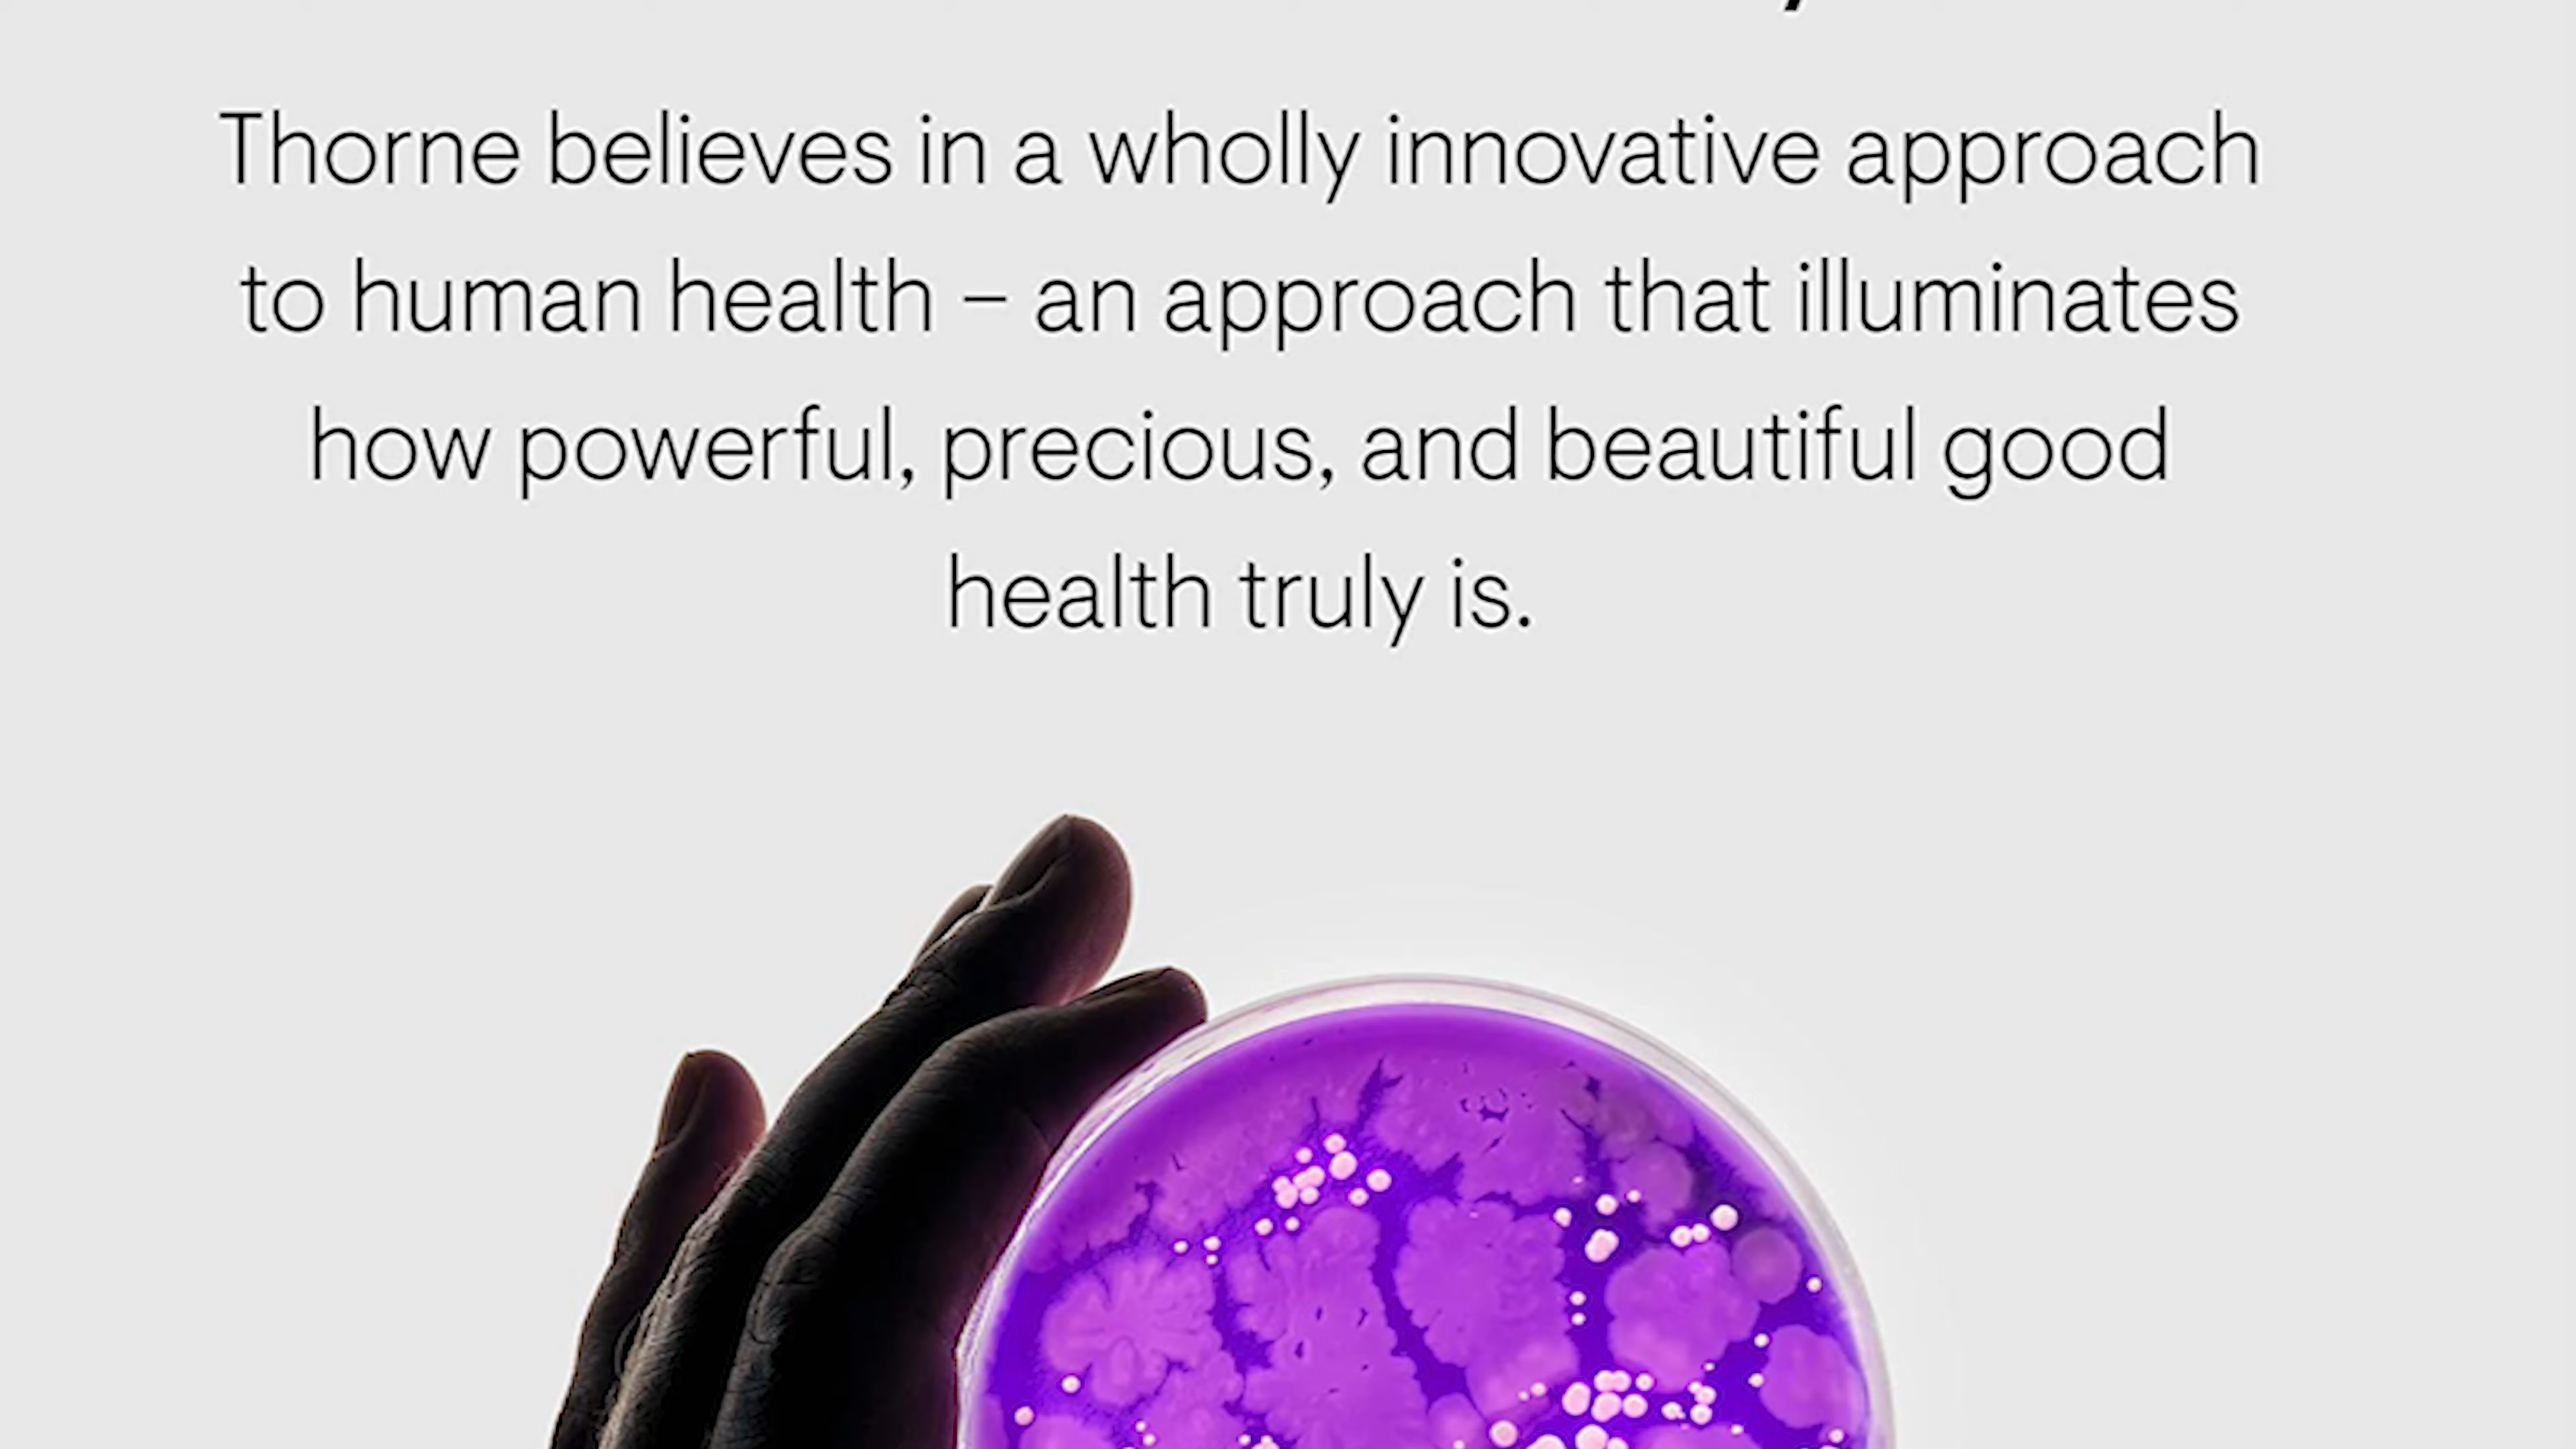 Thorne believes in a wholly innovative approach
to human health – an approach that illuminates
how powerful, precious, and beautiful good
health truly is.